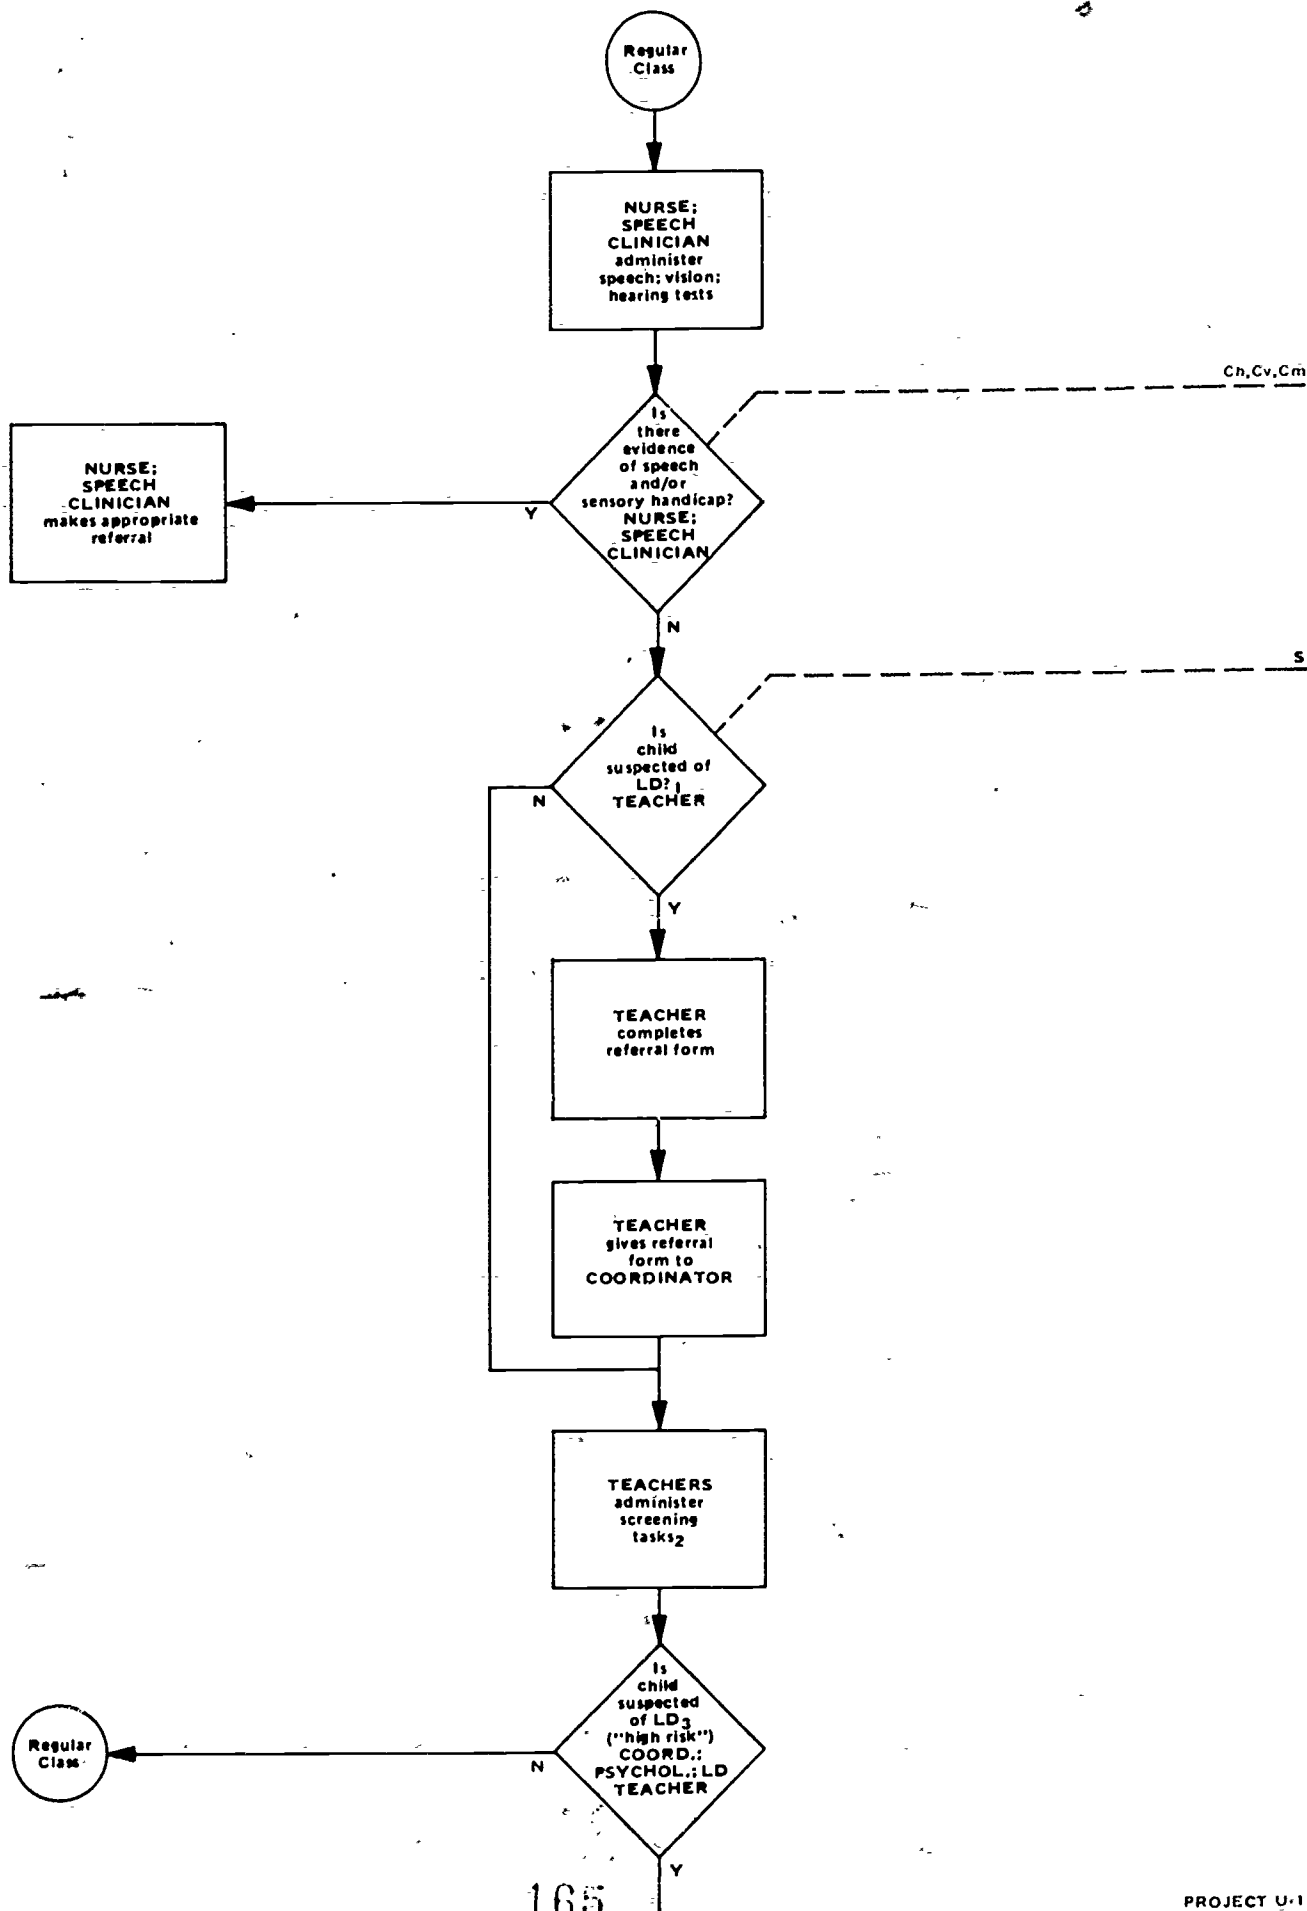 Regular
Class
NURSE;
SPEECH
CLINICIAN
administer
speech; vision;
hearing tests
Ch,Cv,Cm
Is
there
evidence
of speech
and/or
sensory handicap?
NURSE;
SPEECH
CLINICIAN
Y
NURSE;
SPEECH
CLINICIAN
makes appropriate
referral
N
S
Is
child
suspected of
LD?1
TEACHER
N
Y
TEACHER
completes
referral form
TEACHER
gives referral
form to
COORDINATOR
TEACHERS
administer
screening
tasks2
Is
child
suspected
of LD3
("high risk")
COORD.;
PSYCHOL.; LD
TEACHER
N
Regular
Class
Y
165
PROJECT U-1